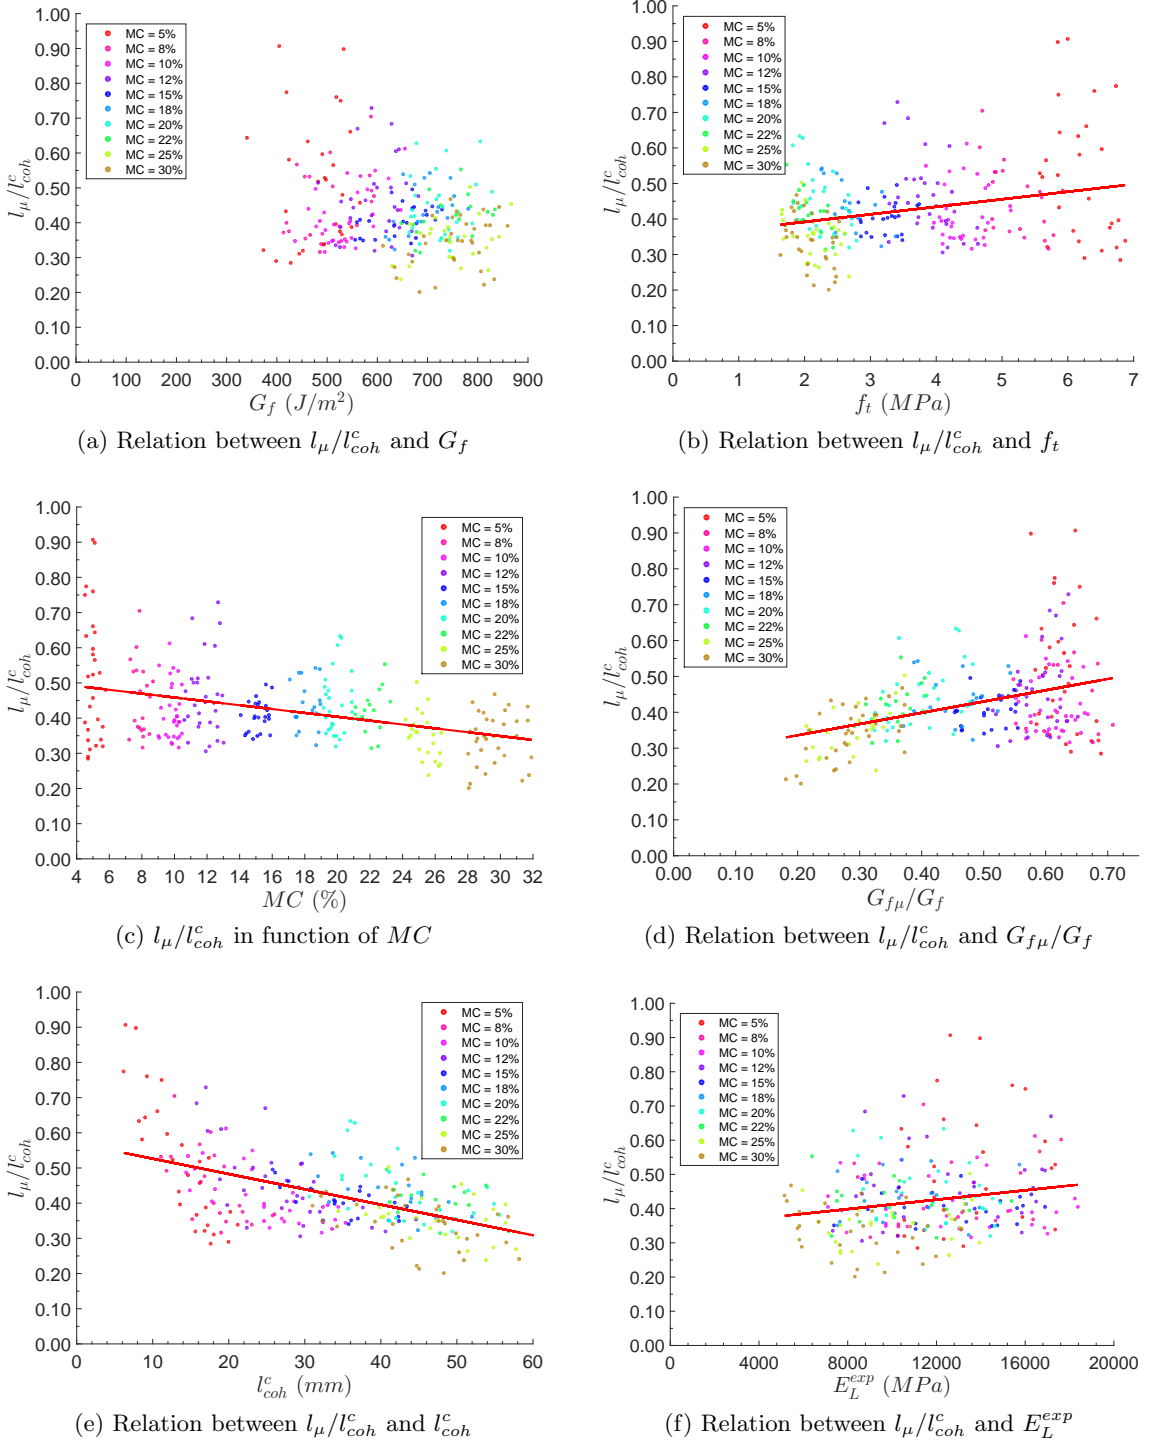 1.00
0.90
0.80
0.70
0.60
0.50
0.40
0.30
0.20
0.10
0.00
l_μ/l^c_coh
MC = 5%
MC = 8%
MC = 10%
MC = 12%
MC = 15%
MC = 18%
MC = 20%
MC = 22%
MC = 25%
MC = 30%
0 100 200 300 400 500 600 700 800 900
G_f (J/m²)
(a) Relation between l_μ/l^c_coh and G_f
1.00
0.90
0.80
0.70
0.60
0.50
0.40
0.30
0.20
0.10
0.00
l_μ/l^c_coh
MC = 5%
MC = 8%
MC = 10%
MC = 12%
MC = 15%
MC = 18%
MC = 20%
MC = 22%
MC = 25%
MC = 30%
0 1 2 3 4 5 6 7
f_t (MPa)
(b) Relation between l_μ/l^c_coh and f_t
1.00
0.90
0.80
0.70
0.60
0.50
0.40
0.30
0.20
0.10
0.00
l_μ/l^c_coh
MC = 5%
MC = 8%
MC = 10%
MC = 12%
MC = 15%
MC = 18%
MC = 20%
MC = 22%
MC = 25%
MC = 30%
4 6 8 10 12 14 16 18 20 22 24 26 28 30 32
MC (%)
(c) l_μ/l^c_coh in function of MC
1.00
0.90
0.80
0.70
0.60
0.50
0.40
0.30
0.20
0.10
0.00
l_μ/l^c_coh
MC = 5%
MC = 8%
MC = 10%
MC = 12%
MC = 15%
MC = 18%
MC = 20%
MC = 22%
MC = 25%
MC = 30%
0.00 0.10 0.20 0.30 0.40 0.50 0.60 0.70
G_fμ/G_f
(d) Relation between l_μ/l^c_coh and G_fμ/G_f
1.00
0.90
0.80
0.70
0.60
0.50
0.40
0.30
0.20
0.10
0.00
l_μ/l^c_coh
MC = 5%
MC = 8%
MC = 10%
MC = 12%
MC = 15%
MC = 18%
MC = 20%
MC = 22%
MC = 25%
MC = 30%
0 10 20 30 40 50 60
l^c_coh (mm)
(e) Relation between l_μ/l^c_coh and l^c_coh
1.00
0.90
0.80
0.70
0.60
0.50
0.40
0.30
0.20
0.10
0.00
l_μ/l^c_coh
MC = 5%
MC = 8%
MC = 10%
MC = 12%
MC = 15%
MC = 18%
MC = 20%
MC = 22%
MC = 25%
MC = 30%
0 4000 8000 12000 16000 20000
E_L^exp (MPa)
(f) Relation between l_μ/l^c_coh and E_L^exp